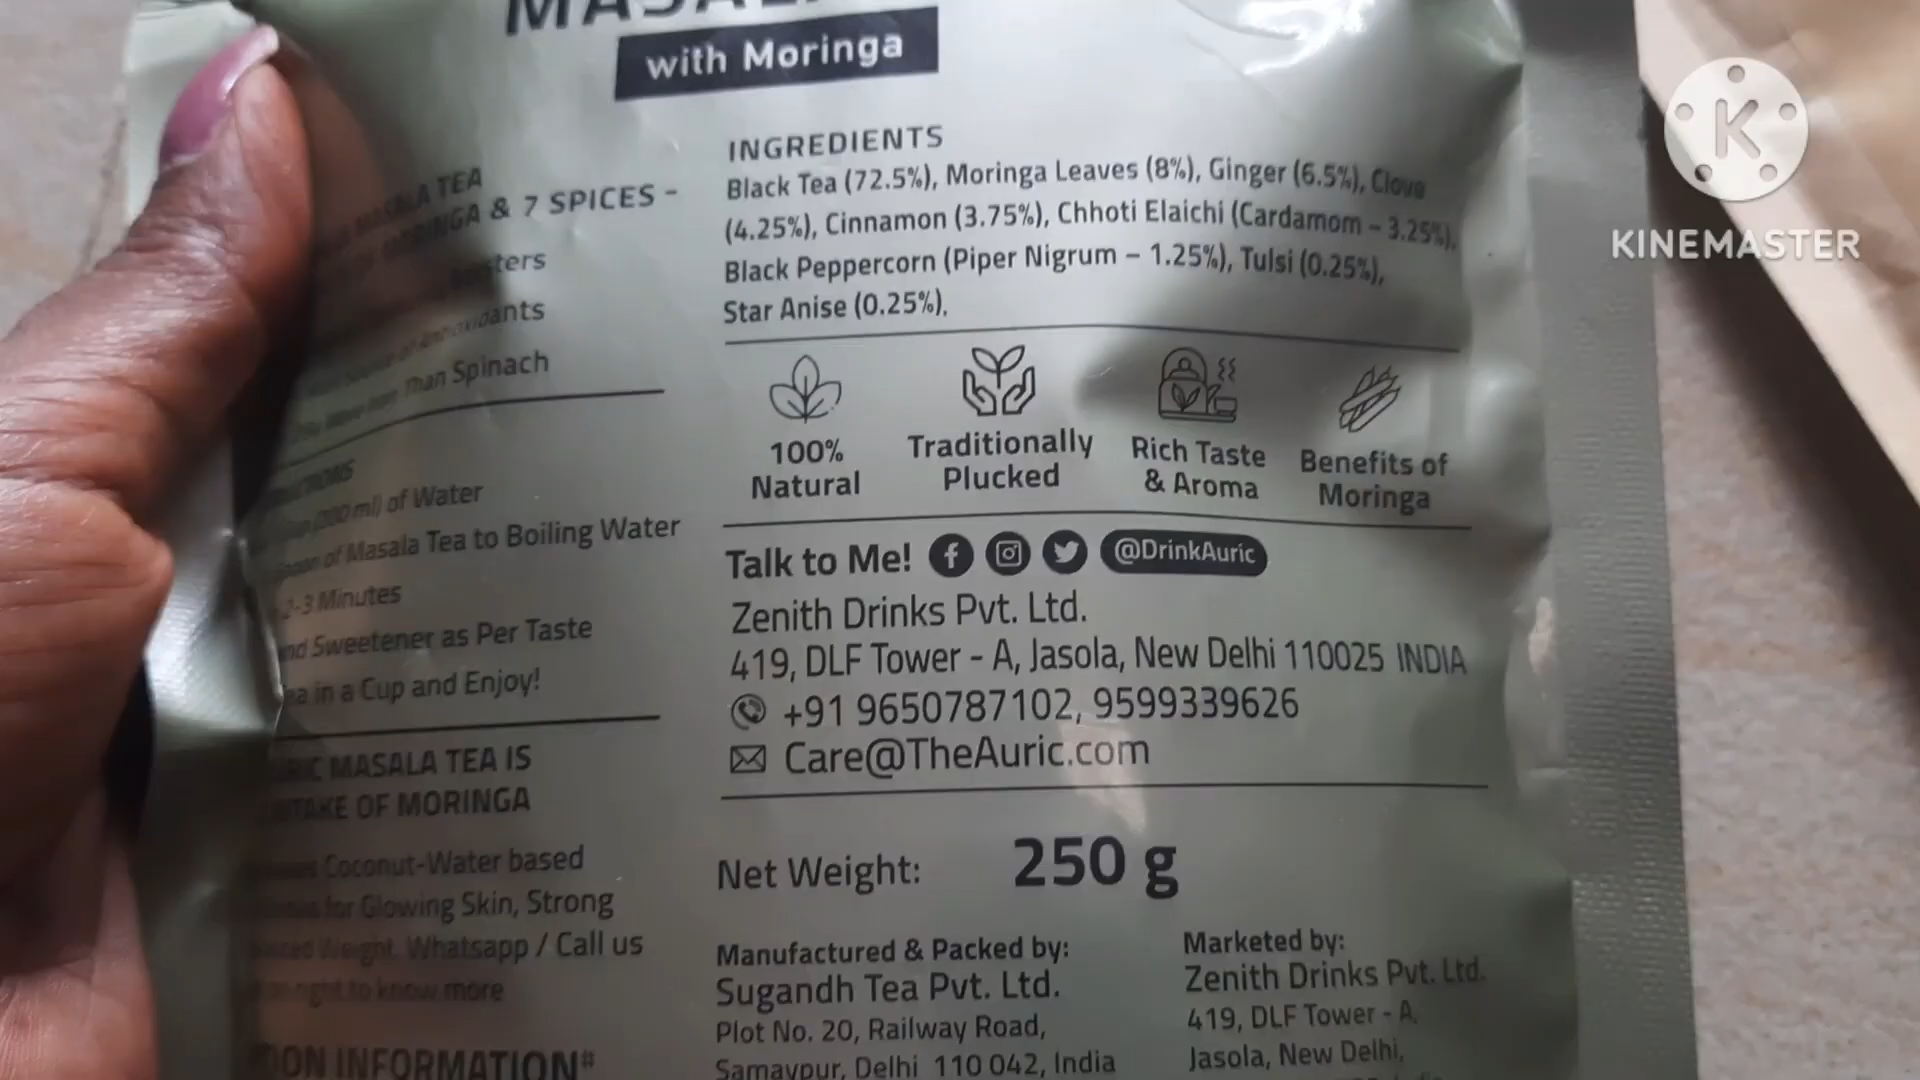 MASALA
with Moringa
MASALA TEA
MORINGA & 7 SPICES -
Than Spinach
(200 ml) of Water
of Masala Tea to Boiling Water
2-3 Minutes
Sweetener as Per Taste
in a Cup and Enjoy!
MASALA TEA IS
OF MORINGA
Coconut-Water based
for Glowing Skin, Strong
Weight. Whatsapp / Call us
right to know more
INFORMATION#
INGREDIENTS
Black Tea (72.5%), Moringa Leaves (8%), Ginger (6.5%), Clove
(4.25%), Cinnamon (3.75%), Chhoti Elaichi (Cardamom - 3.25%),
Black Peppercorn (Piper Nigrum - 1.25%), Tulsi (0.25%),
Star Anise (0.25%),
100%
Natural
Traditionally
Plucked
Rich Taste
& Aroma
Benefits of
Moringa
Talk to Me! @DrinkAuric
Zenith Drinks Pvt. Ltd.
419, DLF Tower - A, Jasola, New Delhi 110025 INDIA
+91 9650787102, 9599339626
Care@TheAuric.com
Net Weight: 250 g
Manufactured & Packed by:
Sugandh Tea Pvt. Ltd.
Plot No. 20, Railway Road,
Samaypur, Delhi 110 042, India
Marketed by:
Zenith Drinks Pvt. Ltd.
419, DLF Tower - A,
Jasola, New Delhi,
K
KINEMASTER